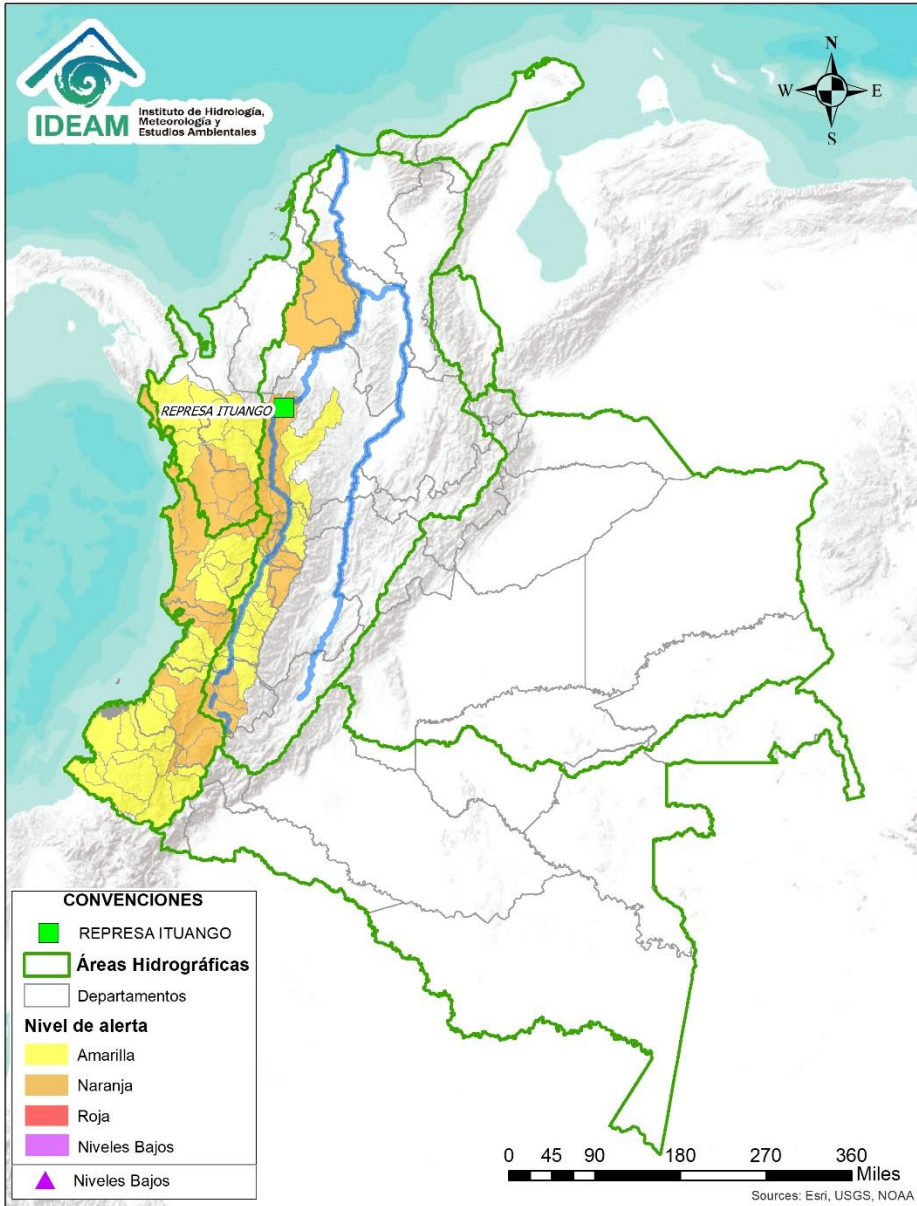 IDEAM
Instituto de Hidrología,
Meteorología y
Estudios Ambientales
N
W E
S
REPRESA ITUANGO
CONVENCIONES
REPRESA ITUANGO
Áreas Hidrográficas
Departamentos
Nivel de alerta
Amarilla
Naranja
Roja
Niveles Bajos
Niveles Bajos
0 45 90 180 270 360
Miles
Sources: Esri, USGS, NOAA